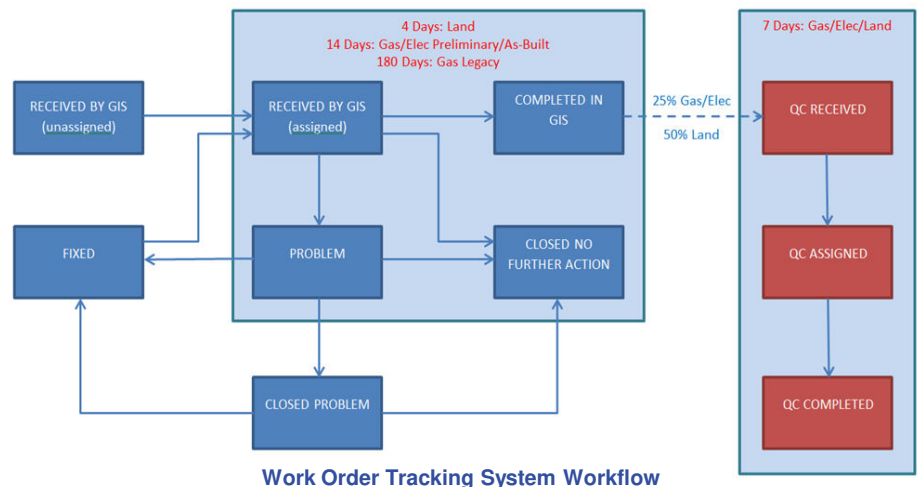 4 Days: Land
14 Days: Gas/Elec Preliminary/As-Built
180 Days: Gas Legacy
7 Days: Gas/Elec/Land
RECEIVED BY GIS
(unassigned)
RECEIVED BY GIS
(assigned)
COMPLETED IN
GIS
25% Gas/Elec
50% Land
QC RECEIVED
FIXED
PROBLEM
CLOSED NO
FURTHER ACTION
QC ASSIGNED
CLOSED PROBLEM
QC COMPLETED
Work Order Tracking System Workflow